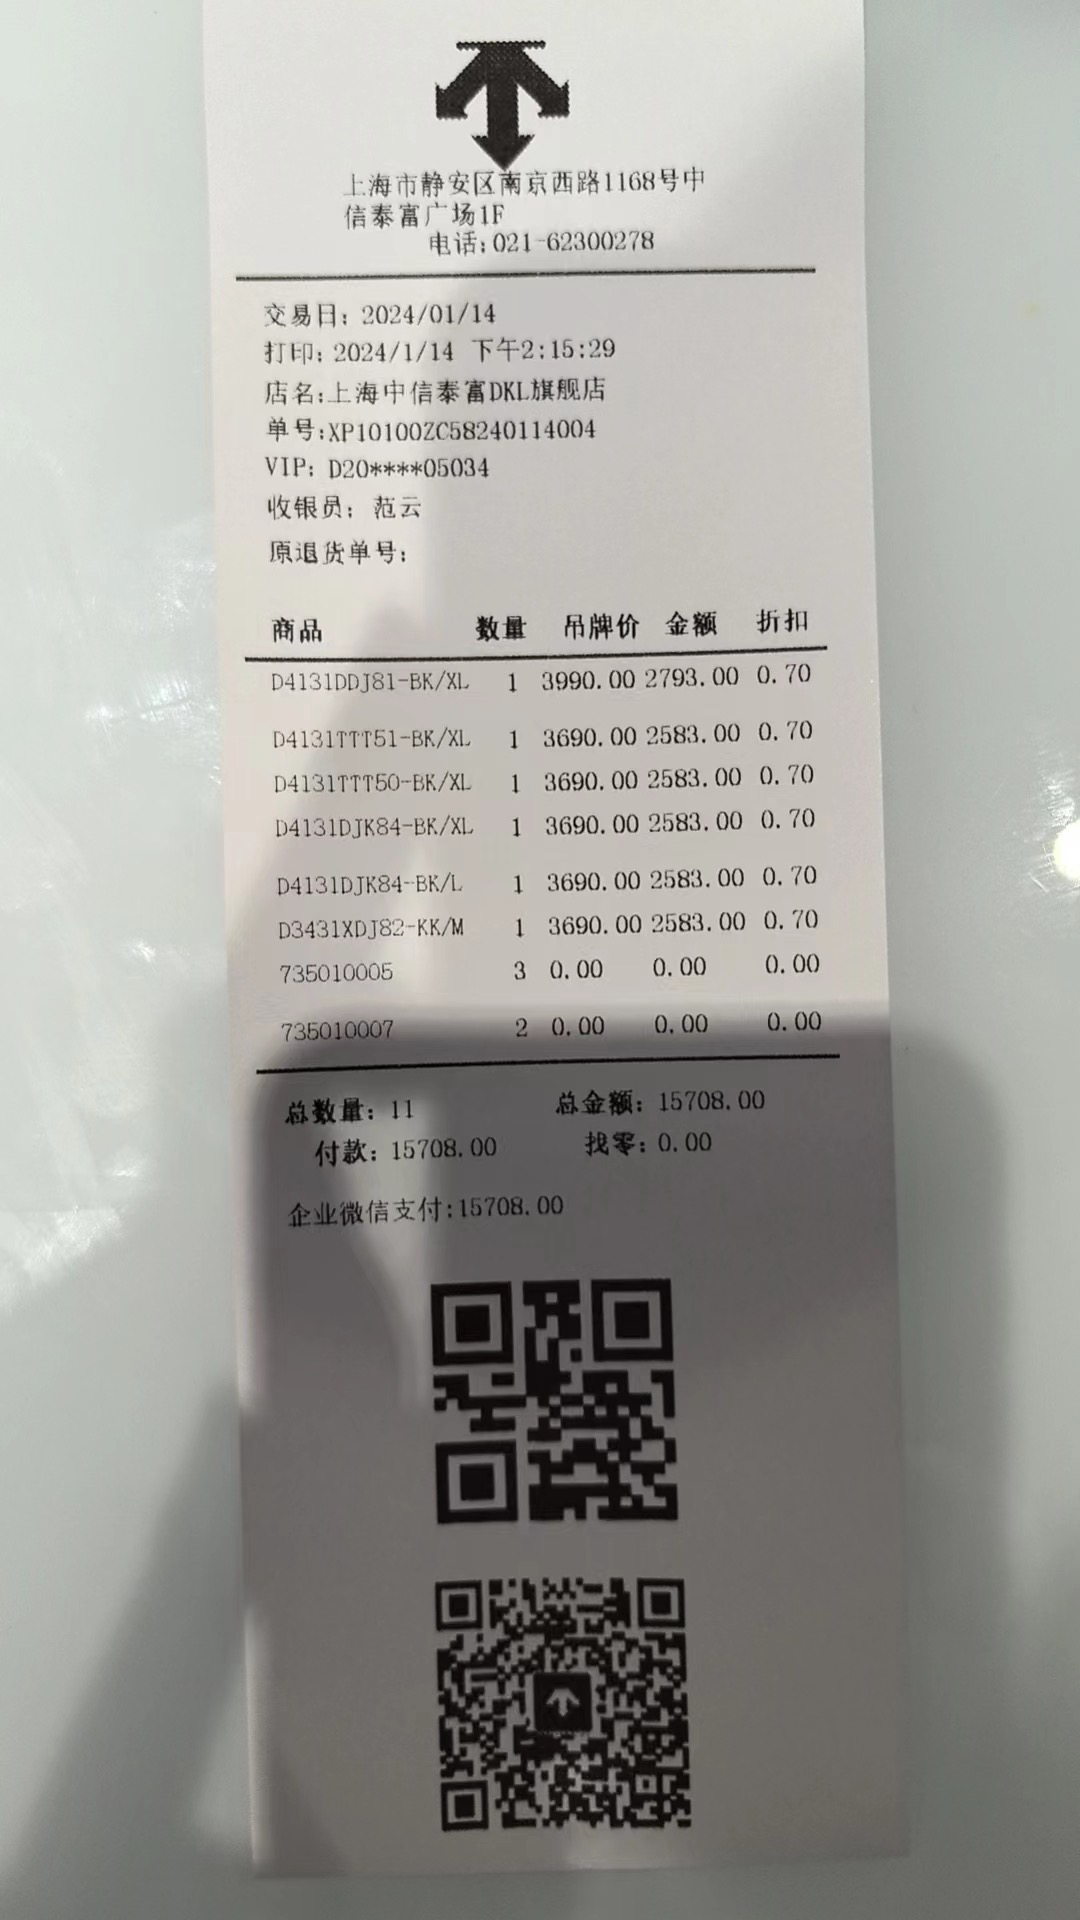 上海市静安区南京西路1168号中
信泰富广场1F
电话:021-62300278
交易日: 2024/01/14
打印: 2024/1/14 下午2:15:29
店名:上海中信泰富DKL旗舰店
单号:XP10100ZC58240114004
VIP: D20****05034
收银员: 范云
原退货单号:
商品 数量 吊牌价 金额 折扣
D4131DDJ81-BK/XL 1 3990.00 2793.00 0.70
D4131TTT51-BK/XL 1 3690.00 2583.00 0.70
D4131TTT50-BK/XL 1 3690.00 2583.00 0.70
D4131DJK84-BK/XL 1 3690.00 2583.00 0.70
D4131DJK84-BK/L 1 3690.00 2583.00 0.70
D3431XDJ82-KK/M 1 3690.00 2583.00 0.70
735010005 3 0.00 0.00 0.00
735010007 2 0.00 0.00 0.00
总数量: 11 总金额: 15708.00
付款: 15708.00 找零: 0.00
企业微信支付:15708.00